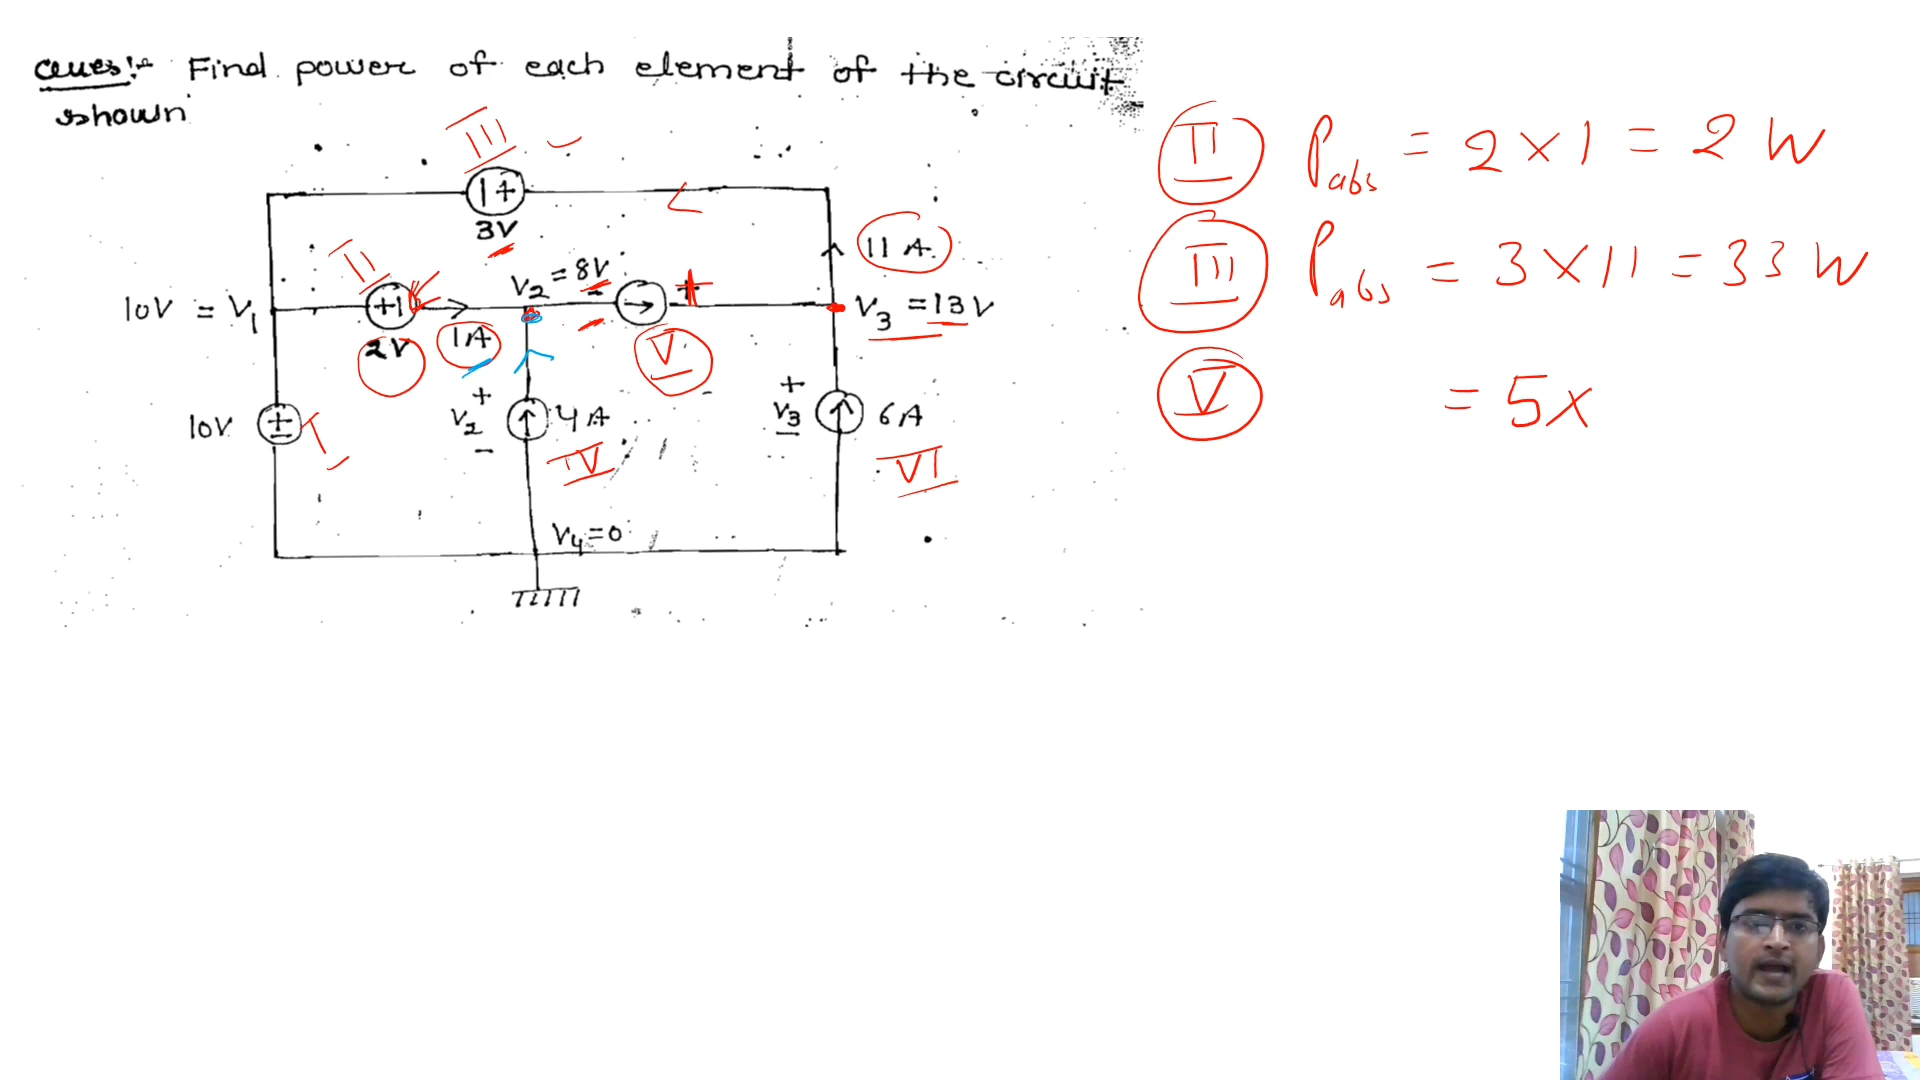 Ques:- Find power of each element of the circuit
shown
III
3V
11 A
II
V2 = 8V
-
+
10V = V1
+
1A
2V
V3 = 13V
V
10V
+
-
I
+
V2
-
4A
IV
+
V3
-
6A
VI
V4=0
II Pabs = 2 × 1 = 2 W
III Pabs = 3 × 11 = 33 W
V = 5×